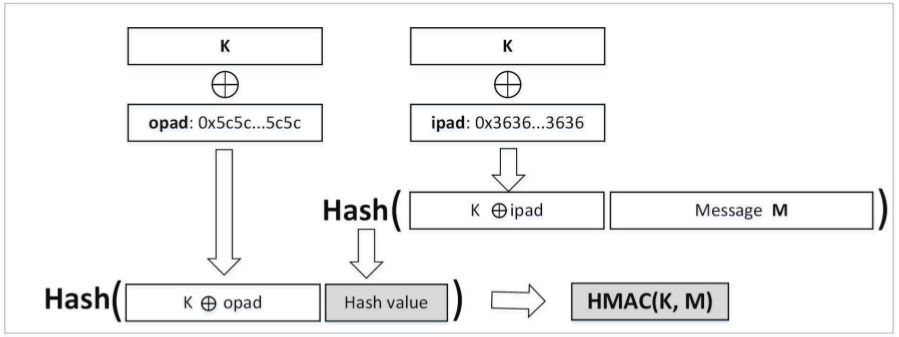 K
K
⊕
⊕
opad: 0x5c5c...5c5c
ipad: 0x3636...3636
Hash( K ⊕ ipad Message M )
Hash( K ⊕ opad Hash value ) HMAC(K, M)